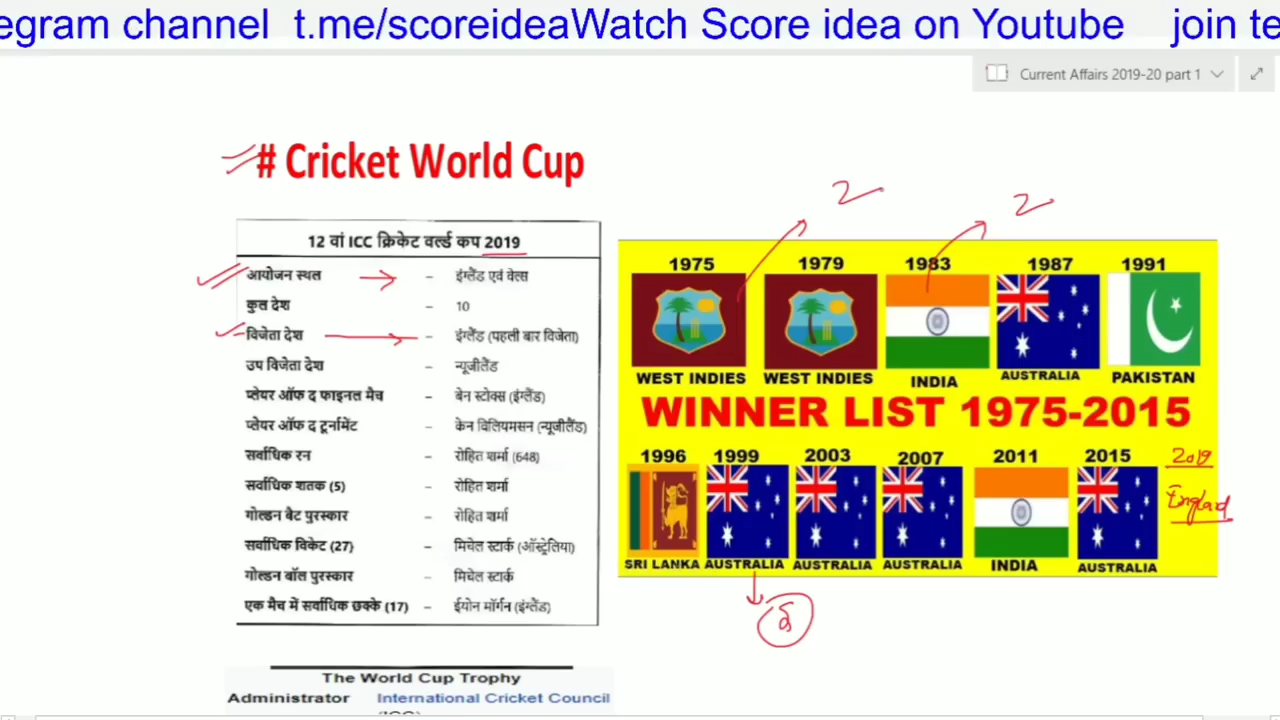 egram channel t.me/scoreideaWatch Score idea on Youtube join te
Current Affairs 2019-20 part 1
# Cricket World Cup
12 वां ICC क्रिकेट वर्ल्ड कप 2019
आयोजन स्थल – इंग्लैंड एवं वेल्स
कुल देश – 10
विजेता देश – इंग्लैंड (पहली बार विजेता)
उप विजेता देश – न्यूजीलैंड
प्लेयर ऑफ द फाइनल मैच – बेन स्टोक्स (इंग्लैंड)
प्लेयर ऑफ द टूर्नामेंट – केन विलियमसन (न्यूजीलैंड)
सर्वाधिक रन – रोहित शर्मा (648)
सर्वाधिक शतक (5) – रोहित शर्मा
गोल्डन बैट पुरस्कार – रोहित शर्मा
सर्वाधिक विकेट (27) – मिचेल स्टार्क (ऑस्ट्रेलिया)
गोल्डन बॉल पुरस्कार – मिचेल स्टार्क
एक मैच में सर्वाधिक छक्के (17) – ईयोन मॉर्गन (इंग्लैंड)
The World Cup Trophy
Administrator International Cricket Council
2 2
1975 1979 1983 1987 1991
WEST INDIES WEST INDIES INDIA AUSTRALIA PAKISTAN
WINNER LIST 1975-2015
1996 1999 2003 2007 2011 2015 2019
England
SRI LANKA AUSTRALIA AUSTRALIA AUSTRALIA INDIA AUSTRALIA